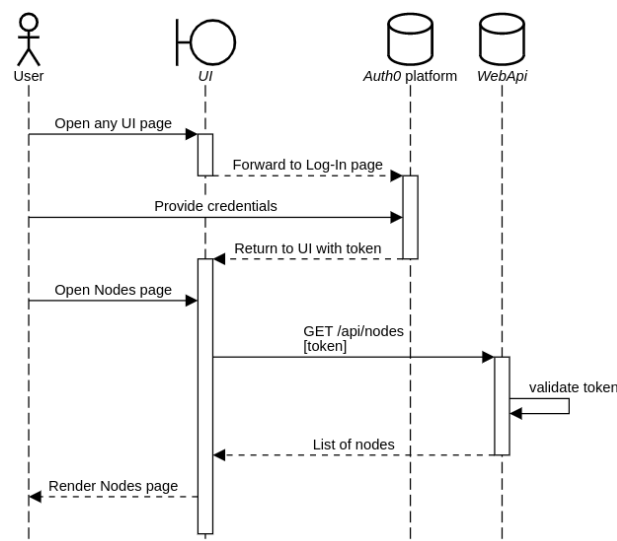 User
UI
Auth0 platform
WebApi
Open any UI page
Forward to Log-In page
Provide credentials
Return to UI with token
Open Nodes page
GET /api/nodes
[token]
validate token
List of nodes
Render Nodes page